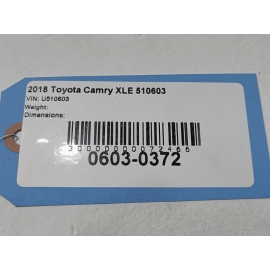 2018 Toyota Camry XLE 510603
VIN: U510603
Weight:
Dimensions:
3000000072466
0603-0372